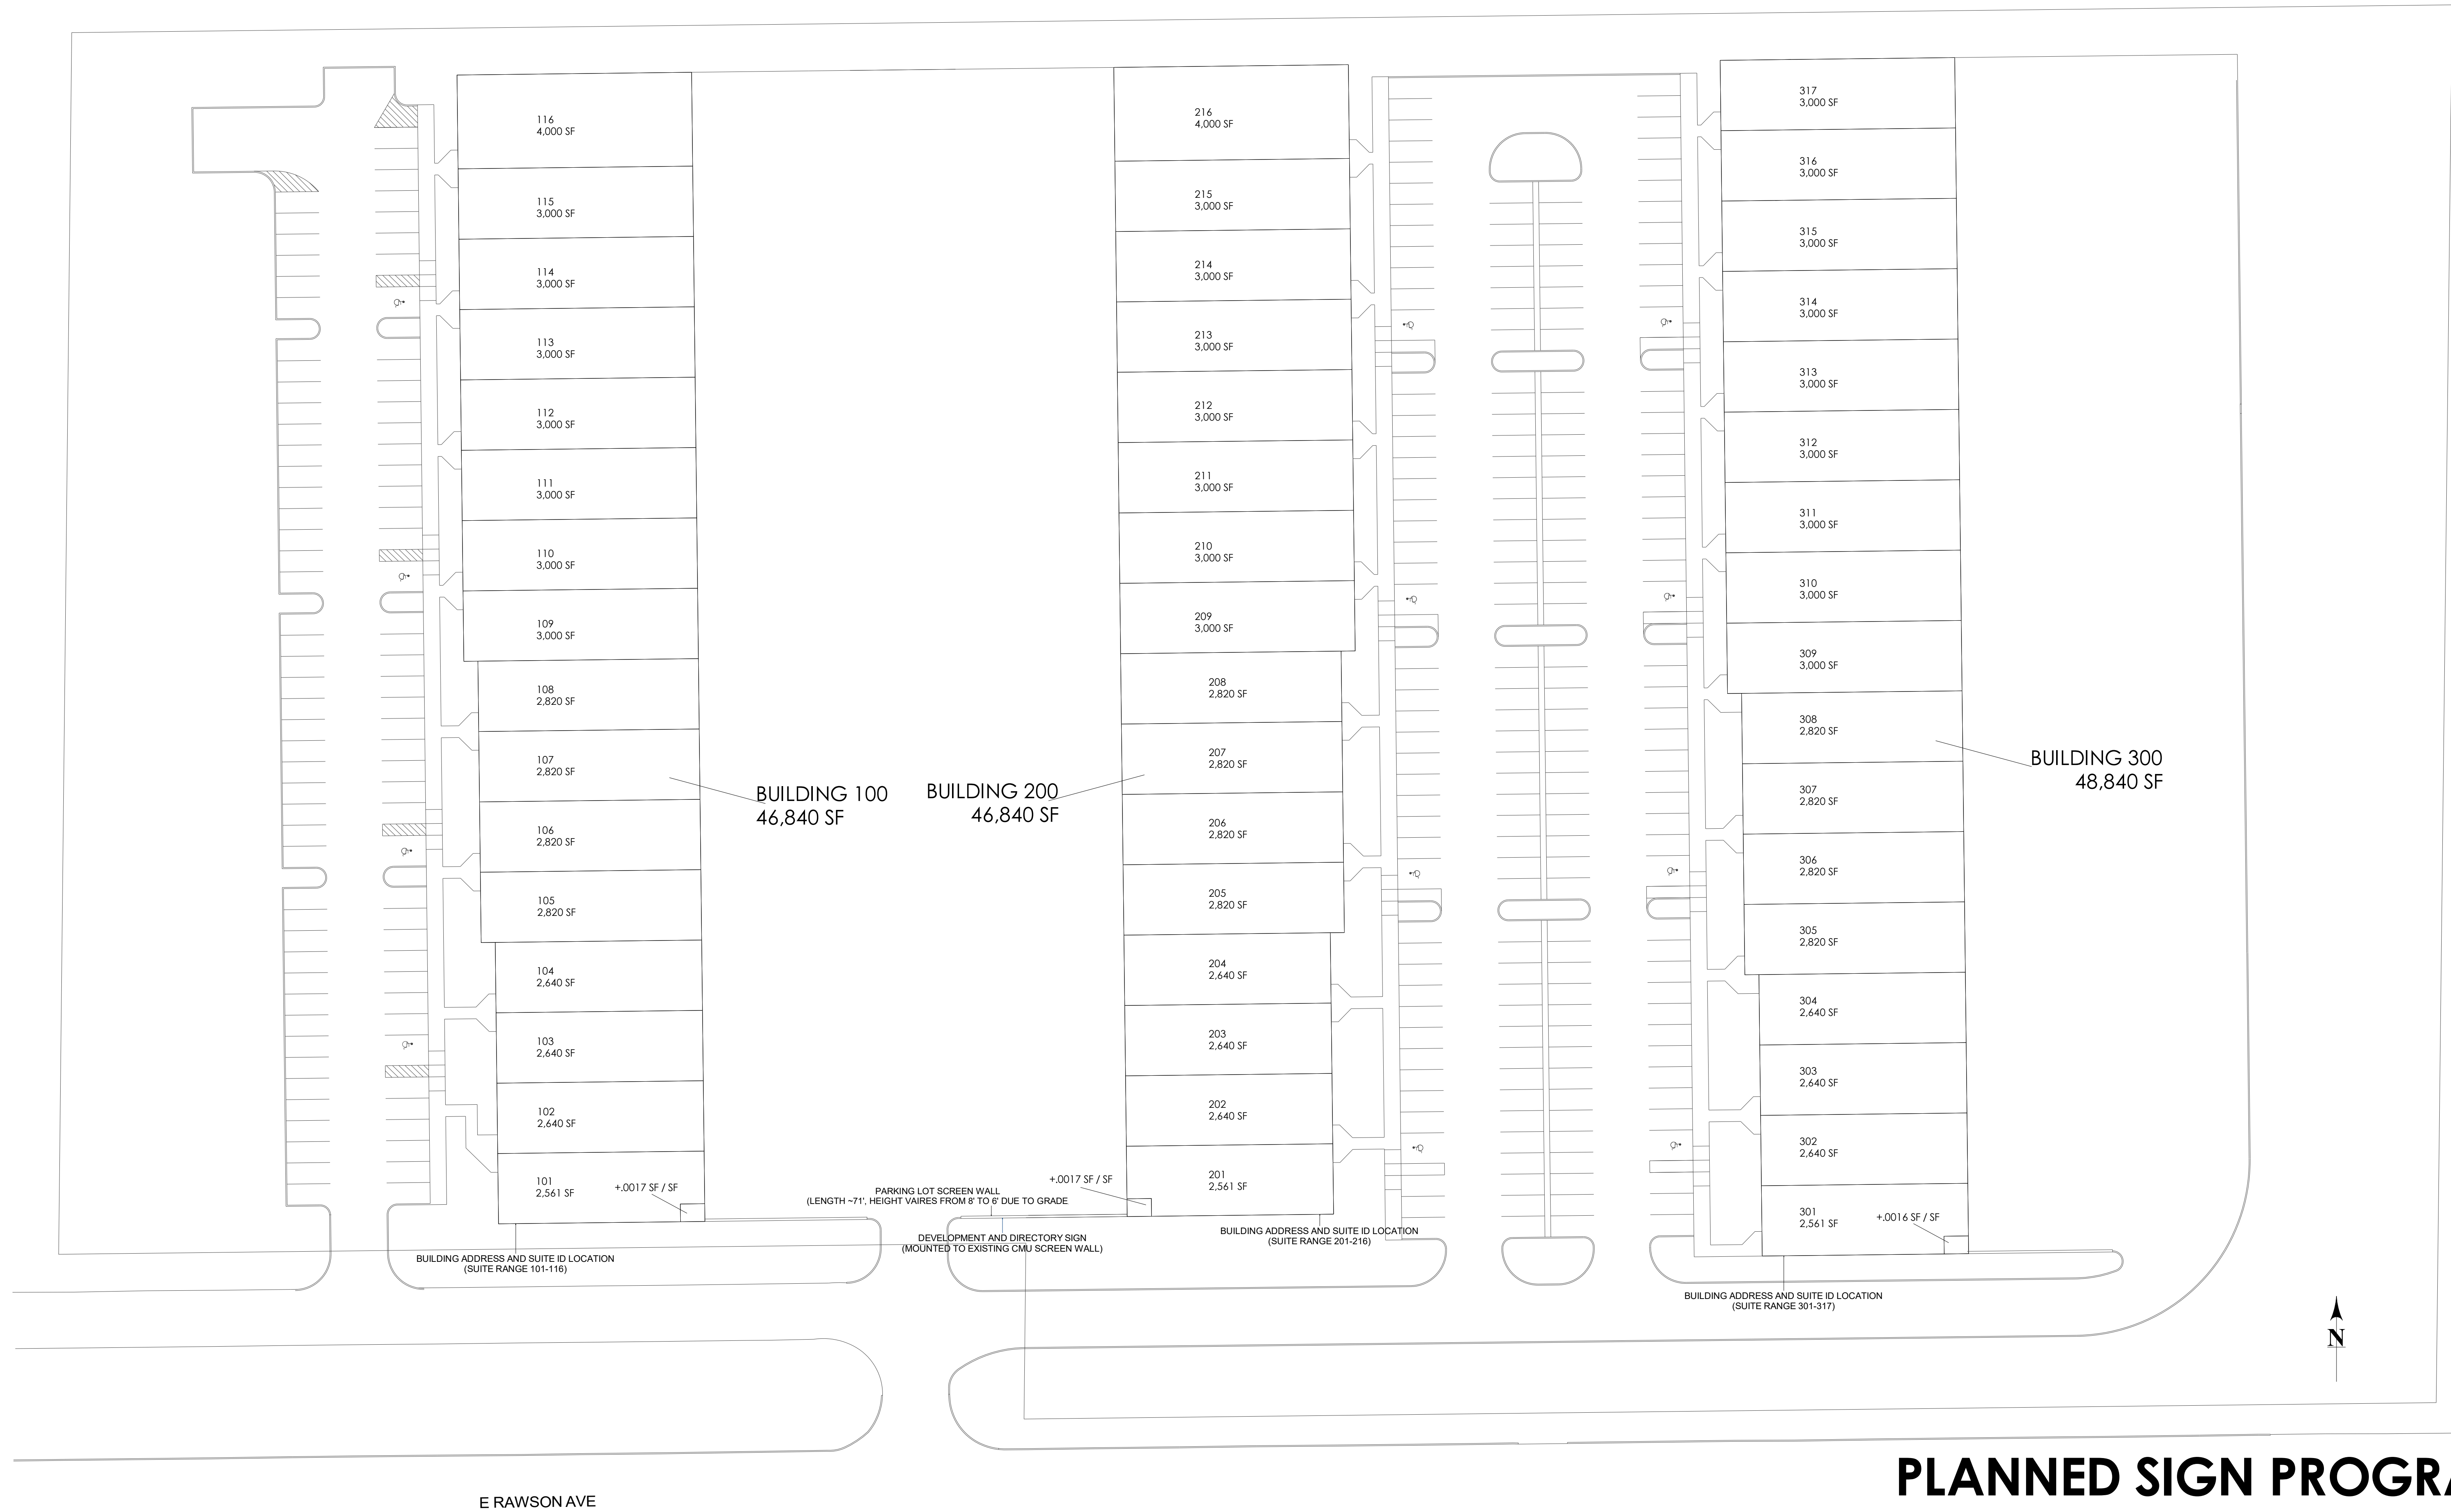 116
4,000 SF
115
3,000 SF
114
3,000 SF
113
3,000 SF
112
3,000 SF
111
3,000 SF
110
3,000 SF
109
3,000 SF
108
2,820 SF
107
2,820 SF
106
2,820 SF
105
2,820 SF
104
2,640 SF
103
2,640 SF
102
2,640 SF
101
2,561 SF
+.0017 SF / SF
BUILDING 100
46,840 SF
BUILDING ADDRESS AND SUITE ID LOCATION
(SUITE RANGE 101-116)
216
4,000 SF
215
3,000 SF
214
3,000 SF
213
3,000 SF
212
3,000 SF
211
3,000 SF
210
3,000 SF
209
3,000 SF
208
2,820 SF
207
2,820 SF
206
2,820 SF
205
2,820 SF
204
2,640 SF
203
2,640 SF
202
2,640 SF
201
2,561 SF
+.0017 SF / SF
BUILDING 200
46,840 SF
PARKING LOT SCREEN WALL
(LENGTH ~71', HEIGHT VAIRES FROM 8' TO 6' DUE TO GRADE
DEVELOPMENT AND DIRECTORY SIGN
(MOUNTED TO EXISTING CMU SCREEN WALL)
BUILDING ADDRESS AND SUITE ID LOCATION
(SUITE RANGE 201-216)
317
3,000 SF
316
3,000 SF
315
3,000 SF
314
3,000 SF
313
3,000 SF
312
3,000 SF
311
3,000 SF
310
3,000 SF
309
3,000 SF
308
2,820 SF
307
2,820 SF
306
2,820 SF
305
2,820 SF
304
2,640 SF
303
2,640 SF
302
2,640 SF
301
2,561 SF
+.0016 SF / SF
BUILDING 300
48,840 SF
BUILDING ADDRESS AND SUITE ID LOCATION
(SUITE RANGE 301-317)
N
PLANNED SIGN PROGRA
E RAWSON AVE